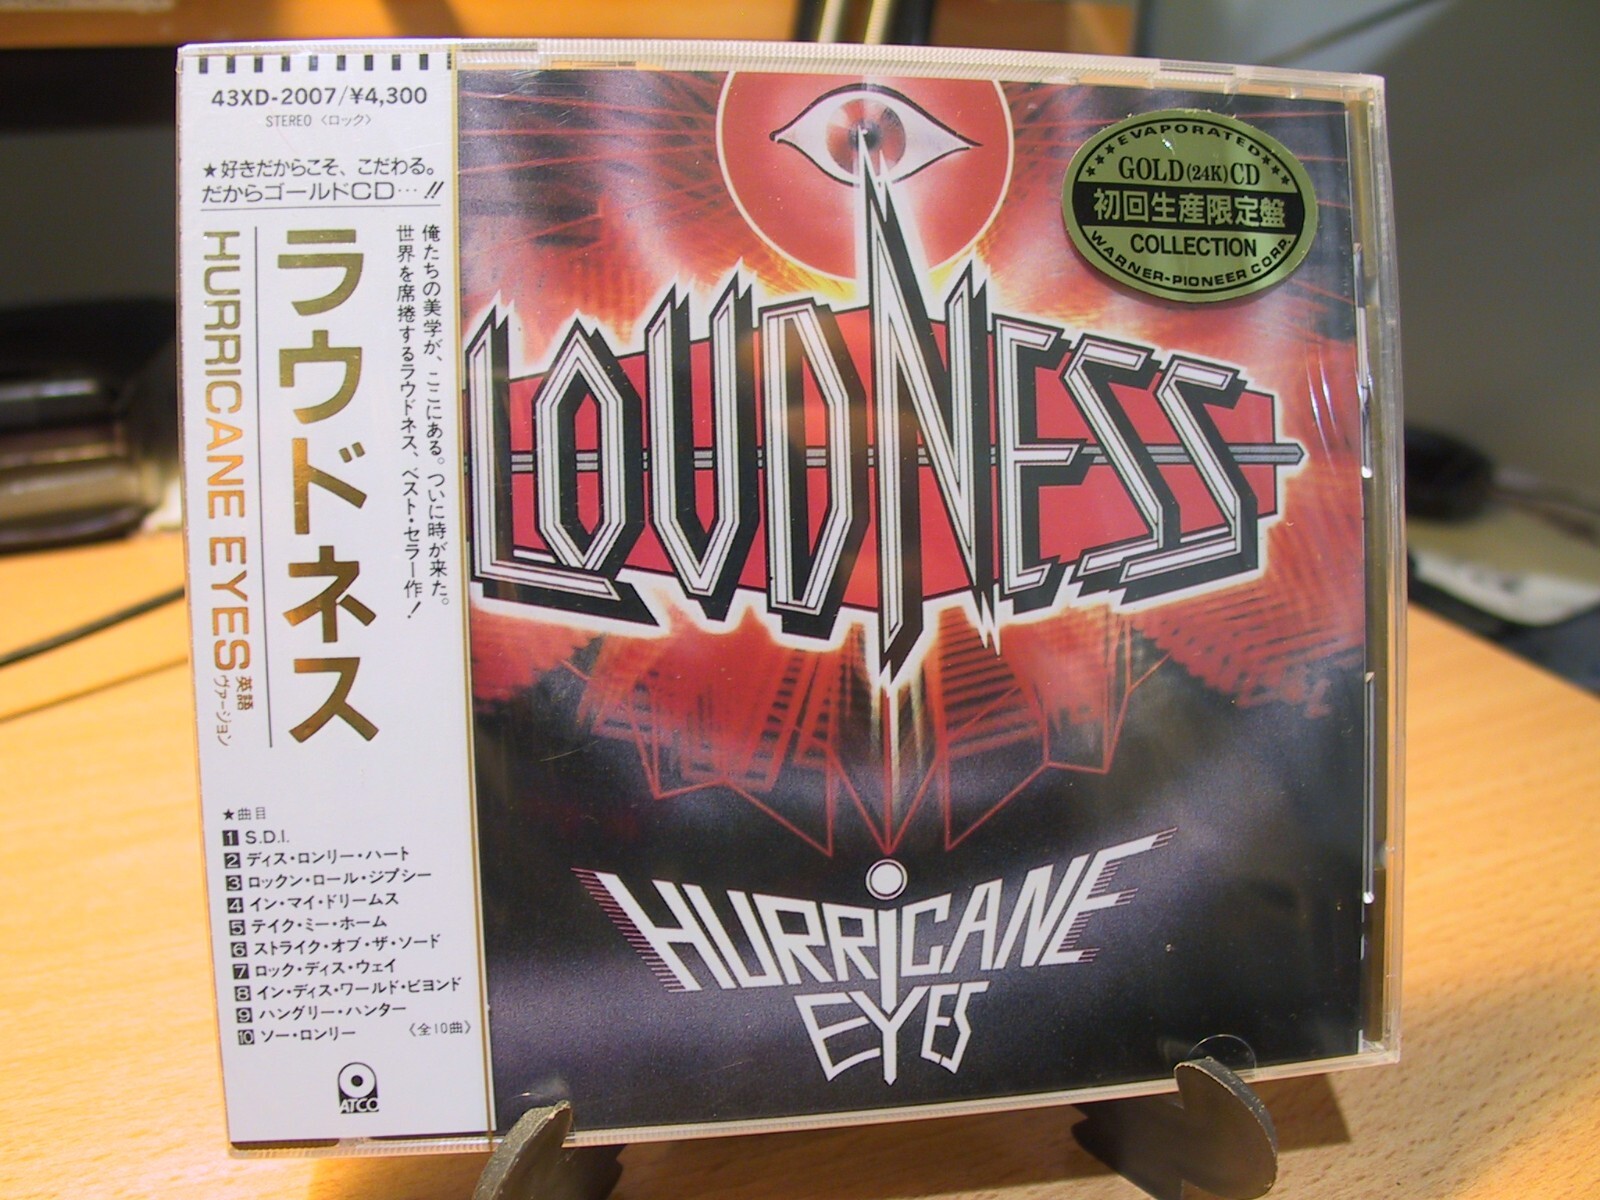 43XD-2007/¥4,300
STEREO〈ロック〉
★好きだからこそ、こだわる。
だからゴールドCD…!!
俺たちの美学が、ここにある。ついに時が来た。
世界を席捲するラウドネス、ベスト・セラー作!
ラウドネス
HURRICANE EYES 英語ヴァージョン
★曲目
1 S.D.I.
2 ディス・ロンリー・ハート
3 ロックン・ロール・ジプシー
4 イン・マイ・ドリームス
5 テイク・ミー・ホーム
6 ストライク・オブ・ザ・ソード
7 ロック・ディス・ウェイ
8 イン・ディス・ワールド・ビヨンド
9 ハングリー・ハンター
10 ソー・ロンリー 〈全10曲〉
ATCO
EVAPORATED
GOLD(24K)CD
初回生産限定盤
COLLECTION
WARNER-PIONEER CORP.
LOUDNESS
HURRiCANE
EYES